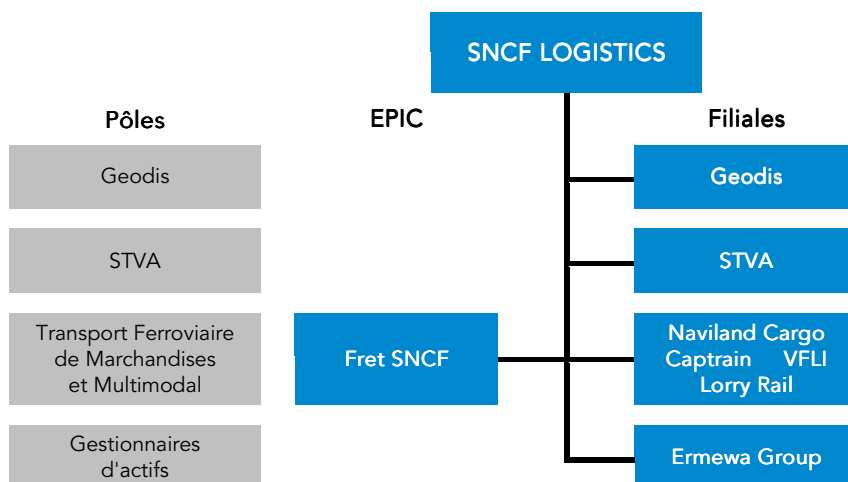 SNCF LOGISTICS
Pôles EPIC Filiales
Geodis Geodis
STVA STVA
Transport Ferroviaire
de Marchandises
et Multimodal
Fret SNCF
Naviland Cargo
Captrain VFLI
Lorry Rail
Gestionnaires
d'actifs
Ermewa Group